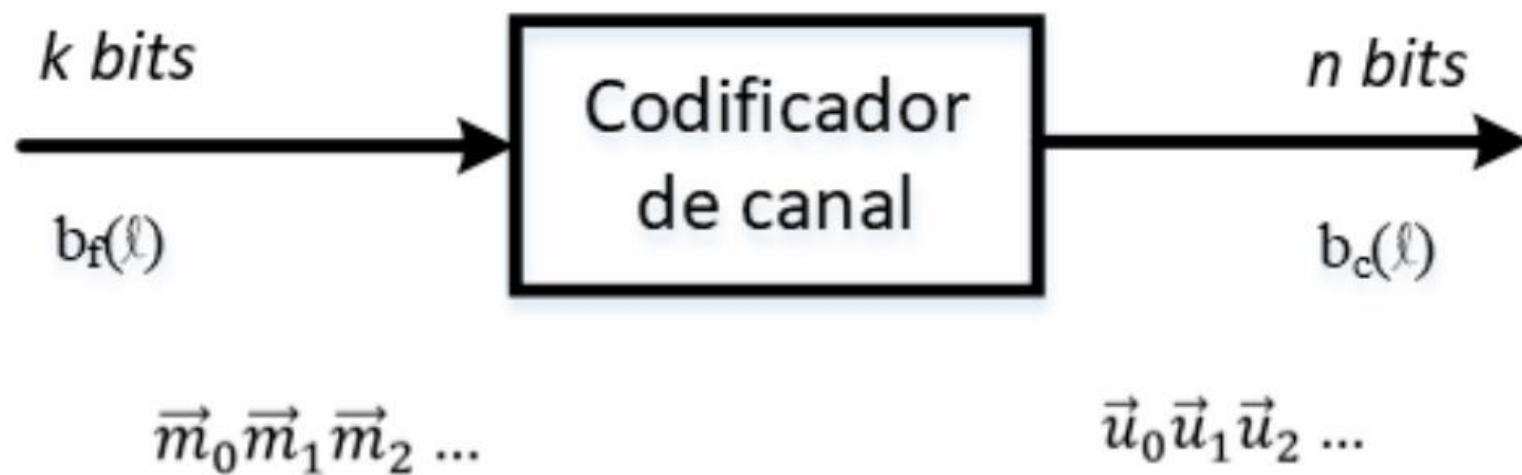 k bits
Codificador
de canal
n bits
b_f(ℓ)
b_c(ℓ)
m⃗₀m⃗₁m⃗₂ ...
u⃗₀u⃗₁u⃗₂ ...